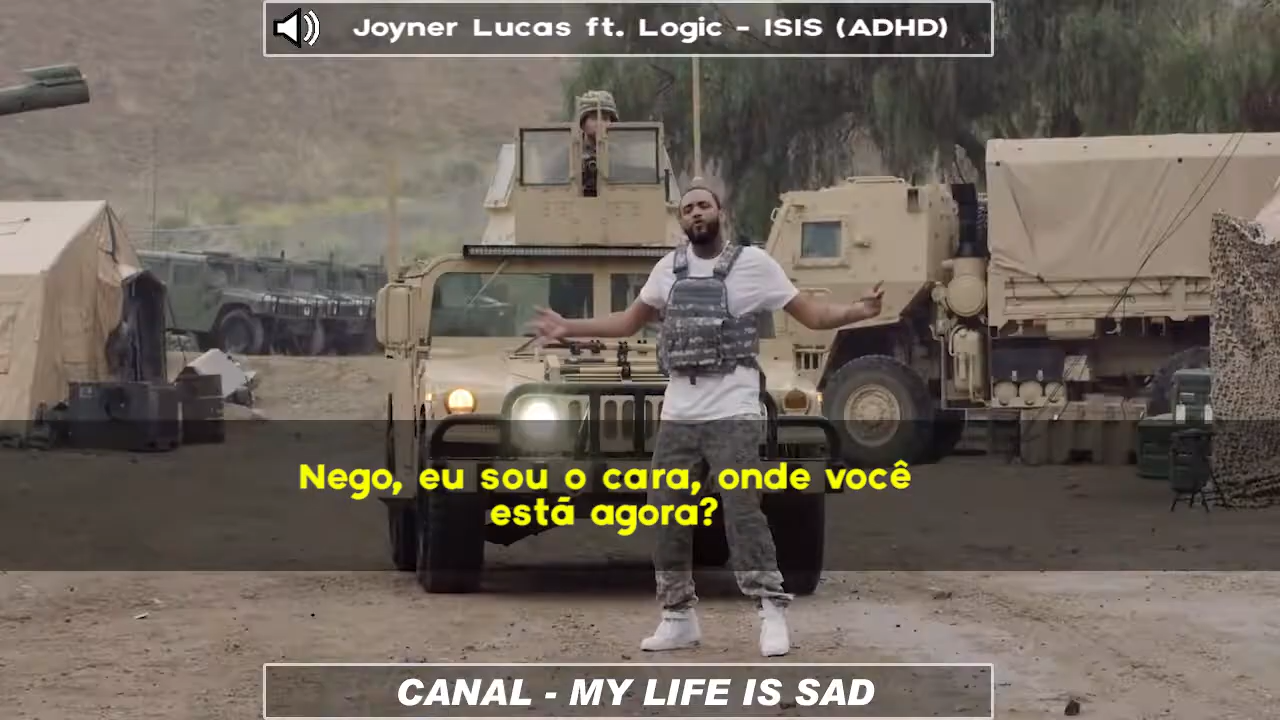 Joyner Lucas ft. Logic - ISIS (ADHD)
Nego, eu sou o cara, onde você
está agora?
CANAL - MY LIFE IS SAD